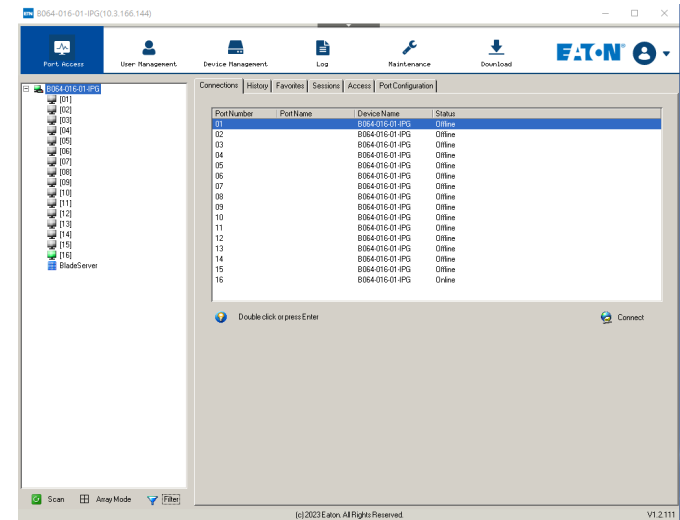 B064-016-01-IPG(10.3.166.144)
Port Access User Management Device Management Log Maintenance Download EATON
B064-016-01-IPG
[01]
[02]
[03]
[04]
[05]
[06]
[07]
[08]
[09]
[10]
[11]
[12]
[13]
[14]
[15]
[16]
BladeServer
Connections History Favorites Sessions Access Port Configuration
Port Number Port Name Device Name Status
01 B064-016-01-IPG Offline
02 B064-016-01-IPG Offline
03 B064-016-01-IPG Offline
04 B064-016-01-IPG Offline
05 B064-016-01-IPG Offline
06 B064-016-01-IPG Offline
07 B064-016-01-IPG Offline
08 B064-016-01-IPG Offline
09 B064-016-01-IPG Offline
10 B064-016-01-IPG Offline
11 B064-016-01-IPG Offline
12 B064-016-01-IPG Offline
13 B064-016-01-IPG Offline
14 B064-016-01-IPG Offline
15 B064-016-01-IPG Offline
16 B064-016-01-IPG Online
Double click or press Enter Connect
Scan Array Mode Filter
(c) 2023 Eaton. All Rights Reserved. V1.2.111